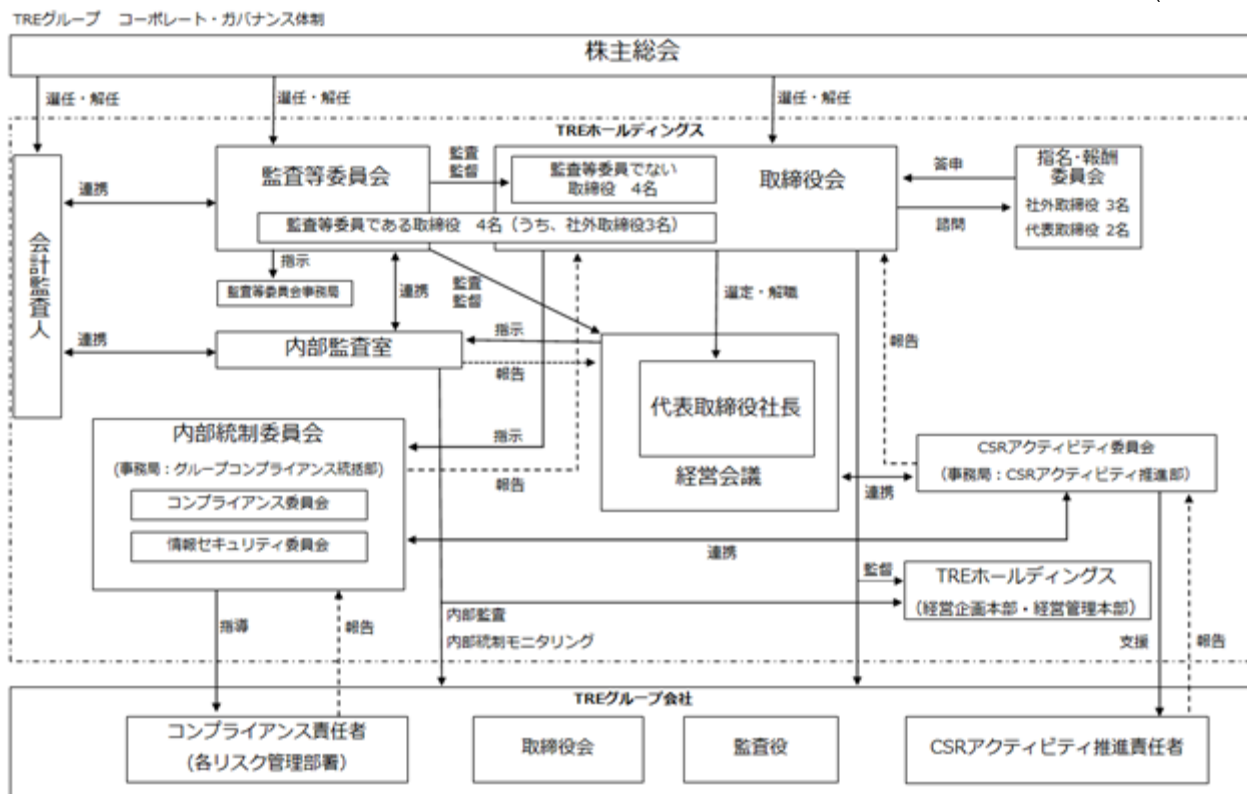 TREグループ　コーポレート・ガバナンス体制
株主総会
選任・解任
選任・解任
選任・解任
TREホールディングス
会計監査人
連携
監査等委員会
監査
監督
監査等委員でない
取締役　4名
取締役会
監査等委員である取締役　4名（うち、社外取締役3名）
答申
諮問
指名・報酬
委員会
社外取締役 3名
代表取締役 2名
指示
監査等委員会事務局
連携
監査
監督
選定・解職
連携
内部監査室
指示
報告
報告
代表取締役社長
経営会議
内部統制委員会
(事務局：グループコンプライアンス統括部)
コンプライアンス委員会
情報セキュリティ委員会
指示
報告
CSRアクティビティ委員会
（事務局：CSRアクティビティ推進部）
連携
連携
監督
TREホールディングス
（経営企画本部・経営管理本部）
指導
報告
内部監査
内部統制モニタリング
支援
報告
TREグループ会社
コンプライアンス責任者
（各リスク管理部署）
取締役会
監査役
CSRアクティビティ推進責任者